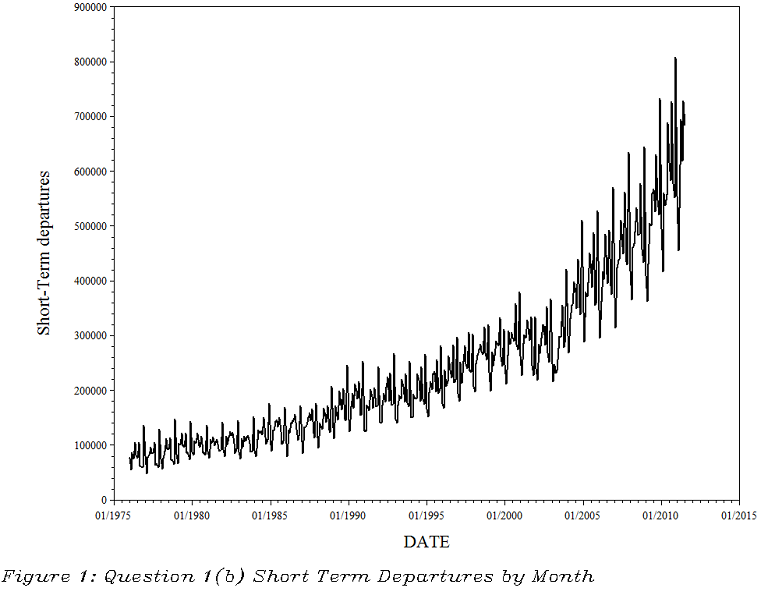 900000
800000
700000
600000
500000
400000
300000
200000
100000
0
Short-Term departures
01/1975 01/1980 01/1985 01/1990 01/1995 01/2000 01/2005 01/2010 01/2015
DATE
Figure 1: Question 1(b) Short Term Departures by Month